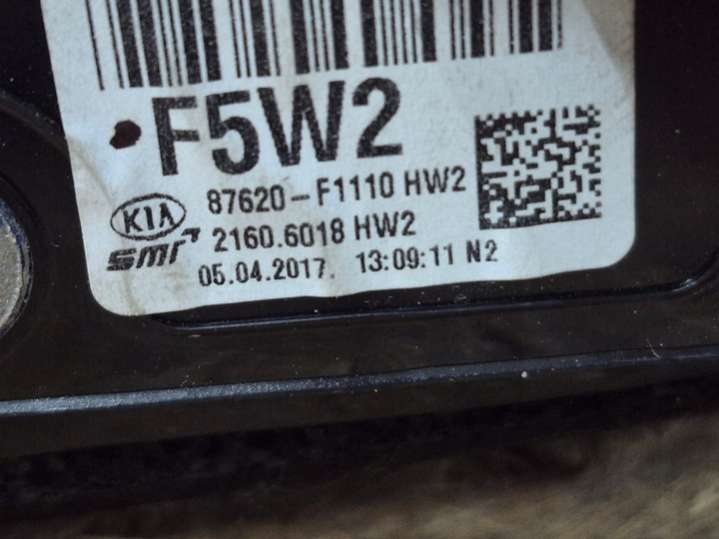 F5W2
KIA 87620-F1110 HW2
SMR 2160.6018 HW2
05.04.2017. 13:09:11 N2